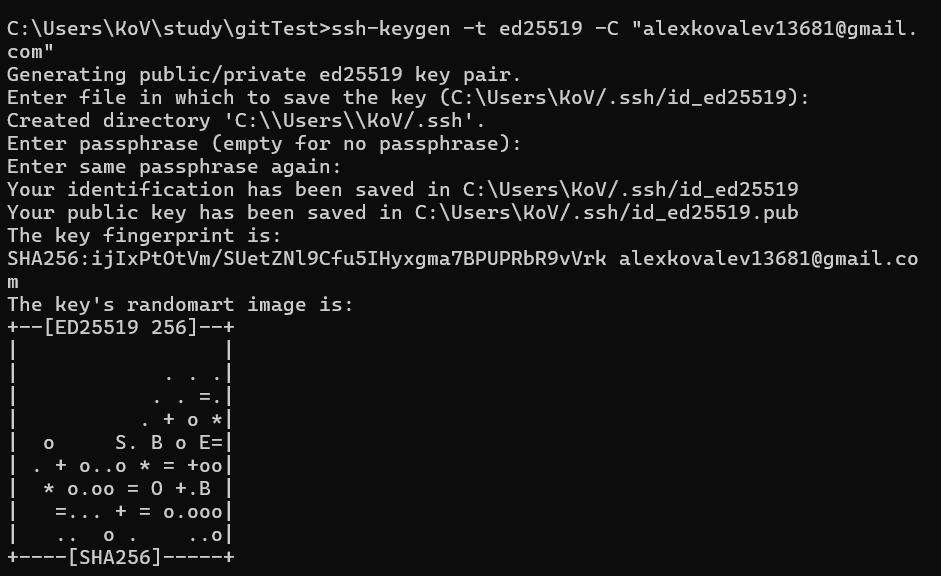 C:\Users\KoV\study\gitTest>ssh-keygen -t ed25519 -C "alexkovalev13681@gmail.
com"
Generating public/private ed25519 key pair.
Enter file in which to save the key (C:\Users\KoV/.ssh/id_ed25519):
Created directory 'C:\\Users\\KoV/.ssh'.
Enter passphrase (empty for no passphrase):
Enter same passphrase again:
Your identification has been saved in C:\Users\KoV/.ssh/id_ed25519
Your public key has been saved in C:\Users\KoV/.ssh/id_ed25519.pub
The key fingerprint is:
SHA256:ijIxPtOtVm/SUetZNl9Cfu5IHyxgma7BPUPRbR9vVrk alexkovalev13681@gmail.co
m
The key's randomart image is:
+--[ED25519 256]--+
|                 |
|            . . .|
|           . . =.|
|          . + o *|
|  o     S. B o E=|
| . + o..o * = +oo|
|  * o.oo = O +.B |
|   =... + = o.ooo|
|   ..  o .    ..o|
+----[SHA256]-----+